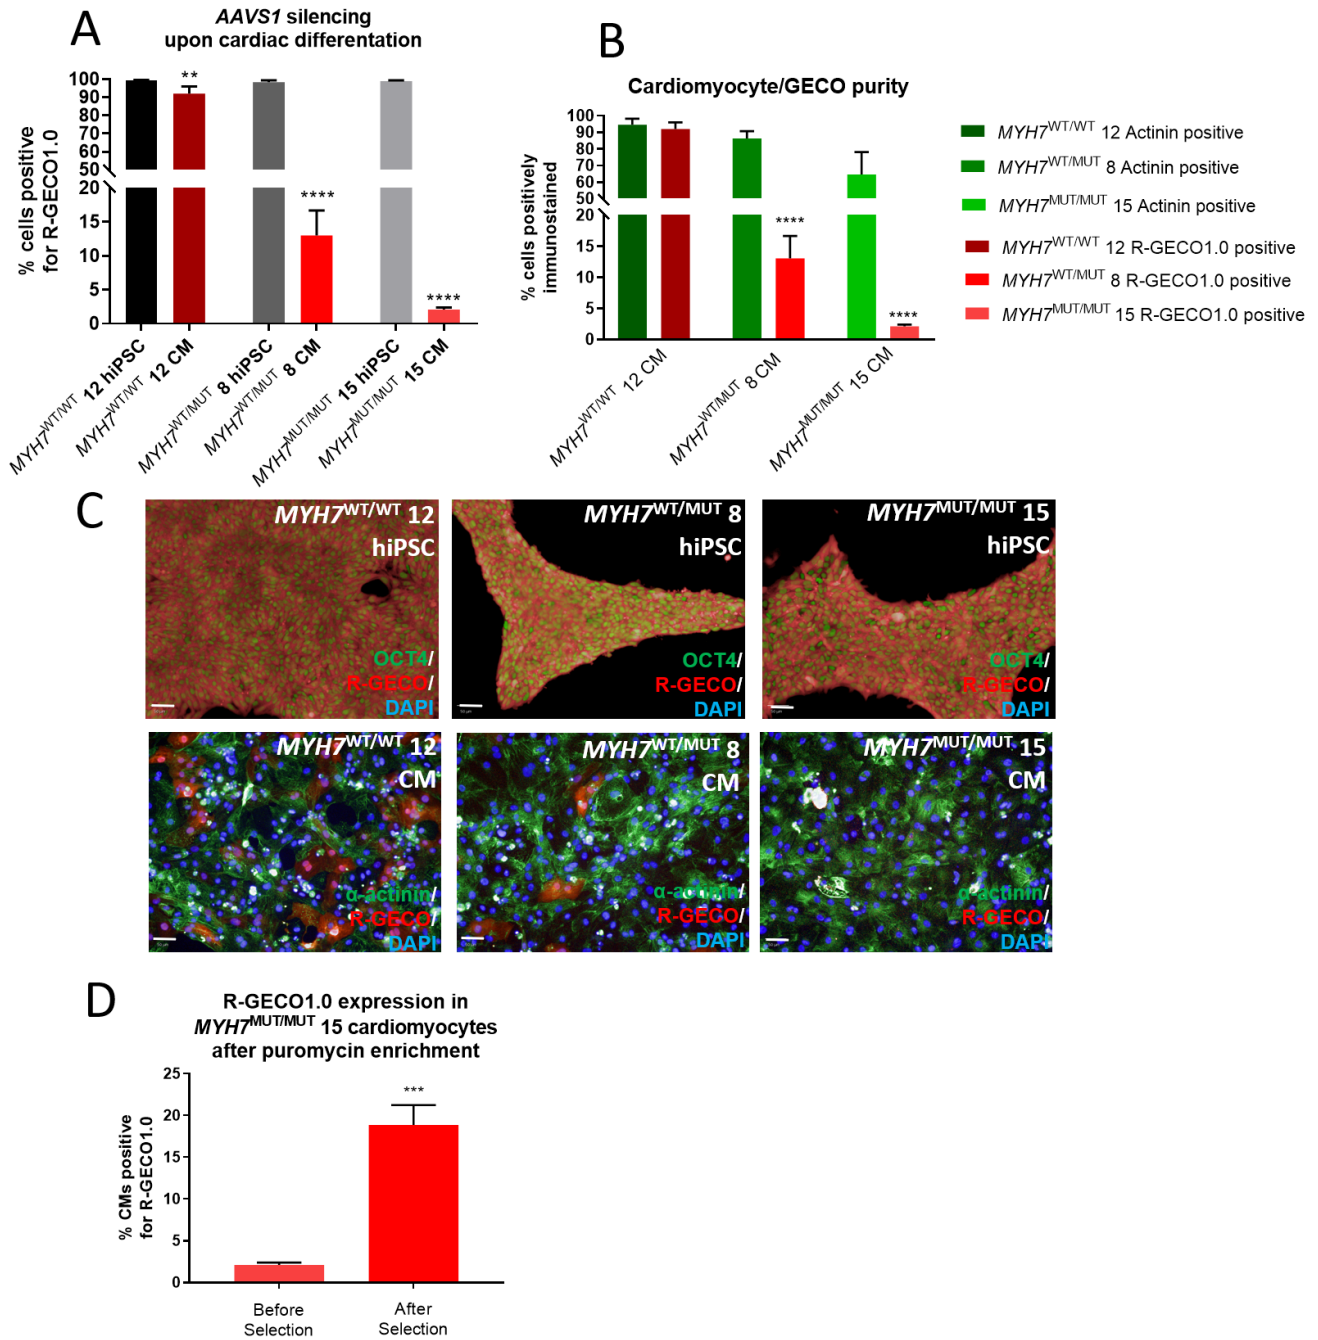 A
AAVS1 silencing
upon cardiac differentation
% cells positive
for R-GECO1.0
100
90
80
70
60
50
20
15
10
5
0
**
****
****
MYH7WT/WT 12 hiPSC
MYH7WT/WT 12 CM
MYH7WT/MUT 8 hiPSC
MYH7WT/MUT 8 CM
MYH7MUT/MUT 15 hiPSC
MYH7MUT/MUT 15 CM
B
Cardiomyocyte/GECO purity
% cells positively
immunostained
100
90
80
70
60
50
20
15
10
5
0
****
****
MYH7WT/WT 12 CM
MYH7WT/MUT 8 CM
MYH7MUT/MUT 15 CM
MYH7WT/WT 12 Actinin positive
MYH7WT/MUT 8 Actinin positive
MYH7MUT/MUT 15 Actinin positive
MYH7WT/WT 12 R-GECO1.0 positive
MYH7WT/MUT 8 R-GECO1.0 positive
MYH7MUT/MUT 15 R-GECO1.0 positive
C
MYH7WT/WT 12
hiPSC
OCT4/
R-GECO/
DAPI
MYH7WT/MUT 8
hiPSC
OCT4/
R-GECO/
DAPI
MYH7MUT/MUT 15
hiPSC
OCT4/
R-GECO/
DAPI
MYH7WT/WT 12
CM
α-actinin/
R-GECO/
DAPI
MYH7WT/MUT 8
CM
α-actinin/
R-GECO/
DAPI
MYH7MUT/MUT 15
CM
α-actinin/
R-GECO/
DAPI
D
R-GECO1.0 expression in
MYH7MUT/MUT 15 cardiomyocytes
after puromycin enrichment
% CMs positive
for R-GECO1.0
25
20
15
10
5
0
***
Before
Selection
After
Selection